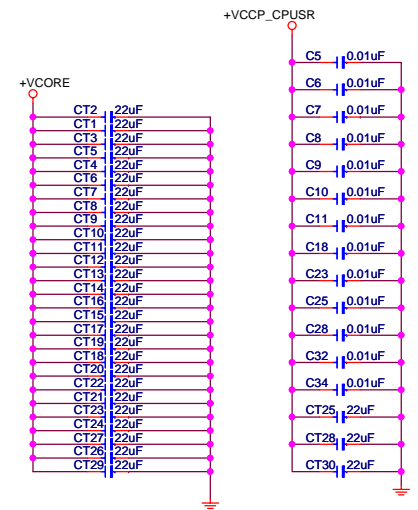 +VCCP_CPUSR
C5 0.01uF
C6 0.01uF
C7 0.01uF
C8 0.01uF
C9 0.01uF
C10 0.01uF
C11 0.01uF
C18 0.01uF
C23 0.01uF
C25 0.01uF
C28 0.01uF
C32 0.01uF
C34 0.01uF
CT25 22uF
CT28 22uF
CT30 22uF
+VCORE
CT2 22uF
CT1 22uF
CT3 22uF
CT5 22uF
CT4 22uF
CT6 22uF
CT7 22uF
CT8 22uF
CT9 22uF
CT10 22uF
CT11 22uF
CT12 22uF
CT13 22uF
CT14 22uF
CT16 22uF
CT15 22uF
CT17 22uF
CT19 22uF
CT18 22uF
CT20 22uF
CT22 22uF
CT21 22uF
CT23 22uF
CT24 22uF
CT27 22uF
CT26 22uF
CT29 22uF